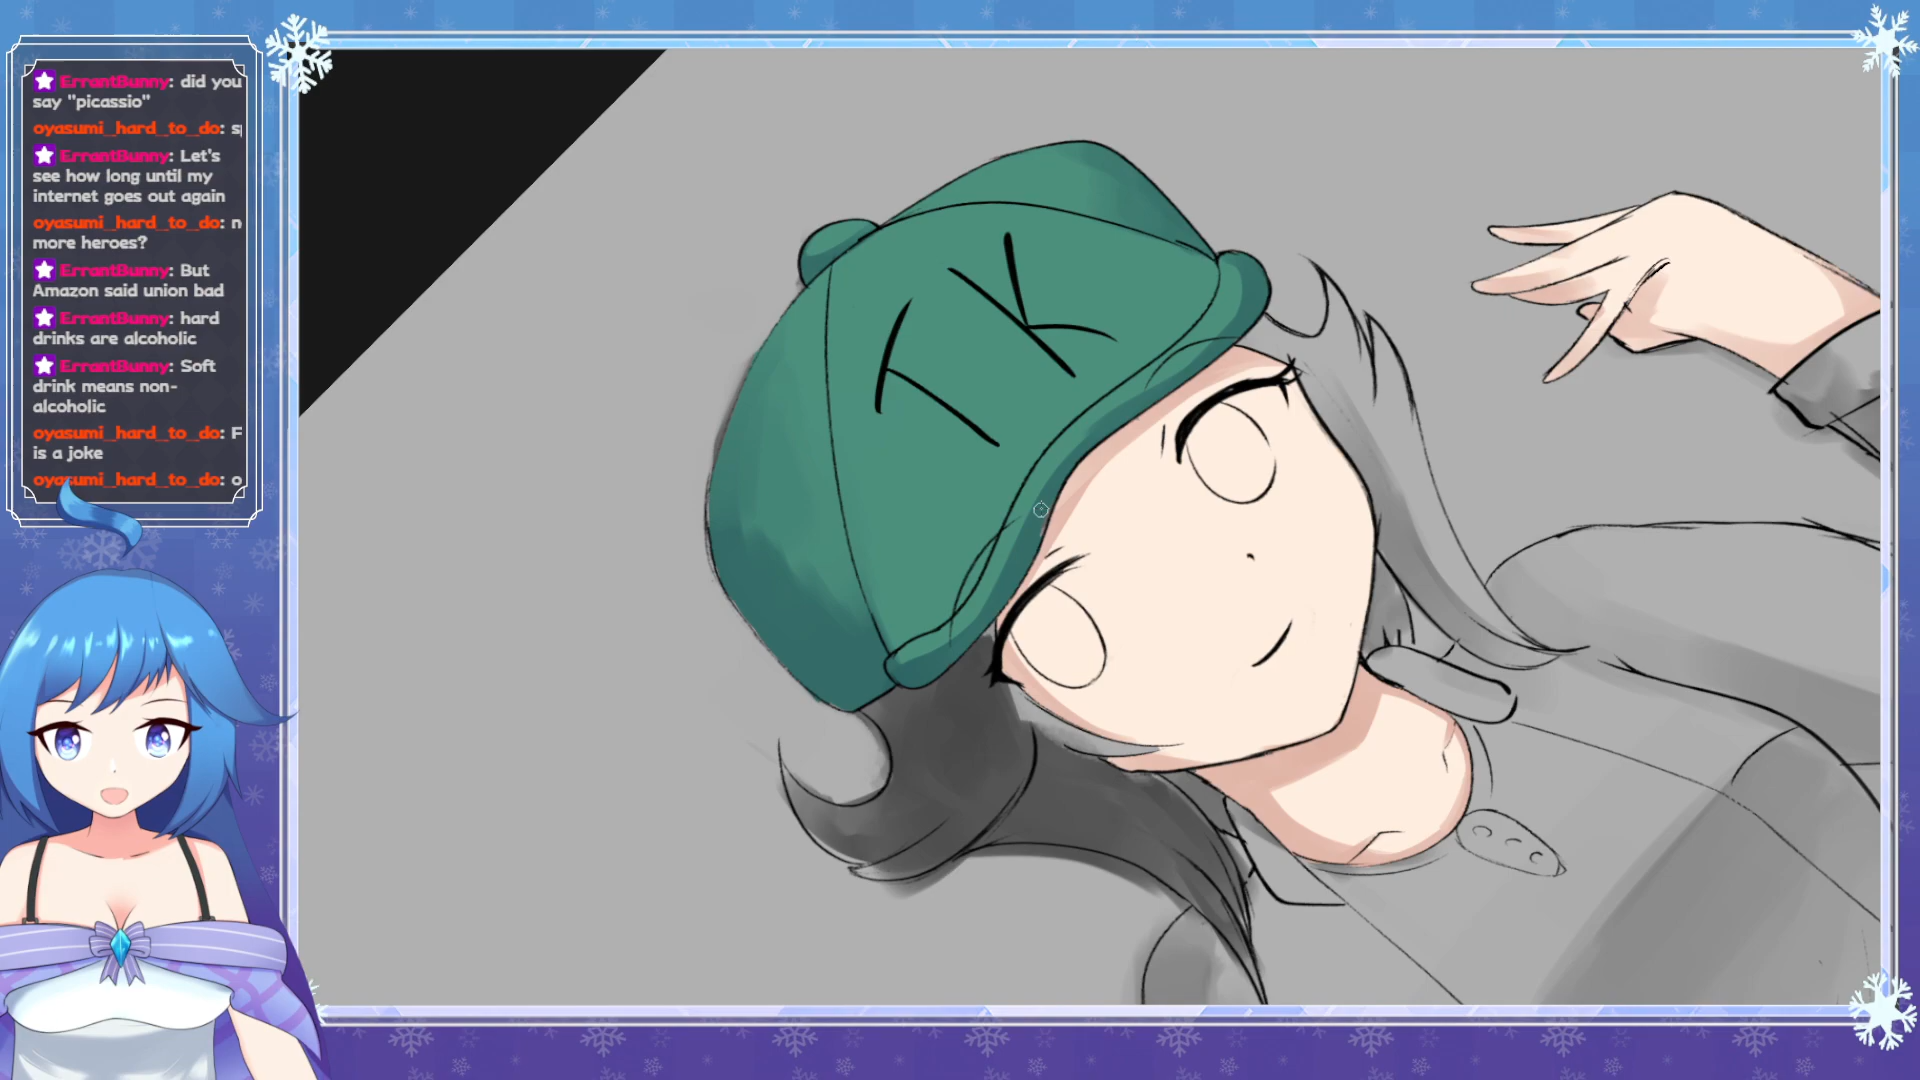 ErrantBunny: did you
say "picassio"
oyasumi_hard_to_do:
ErrantBunny: Let's
see how long until my
internet goes out again
oyasumi_hard_to_do: n
more heroes?
ErrantBunny: But
Amazon said union bad
ErrantBunny: hard
drinks are alcoholic
ErrantBunny: Soft
drink means non-
alcoholic
oyasumi_hard_to_do: F
is a joke
oyasumi_hard_to_do: o
TK